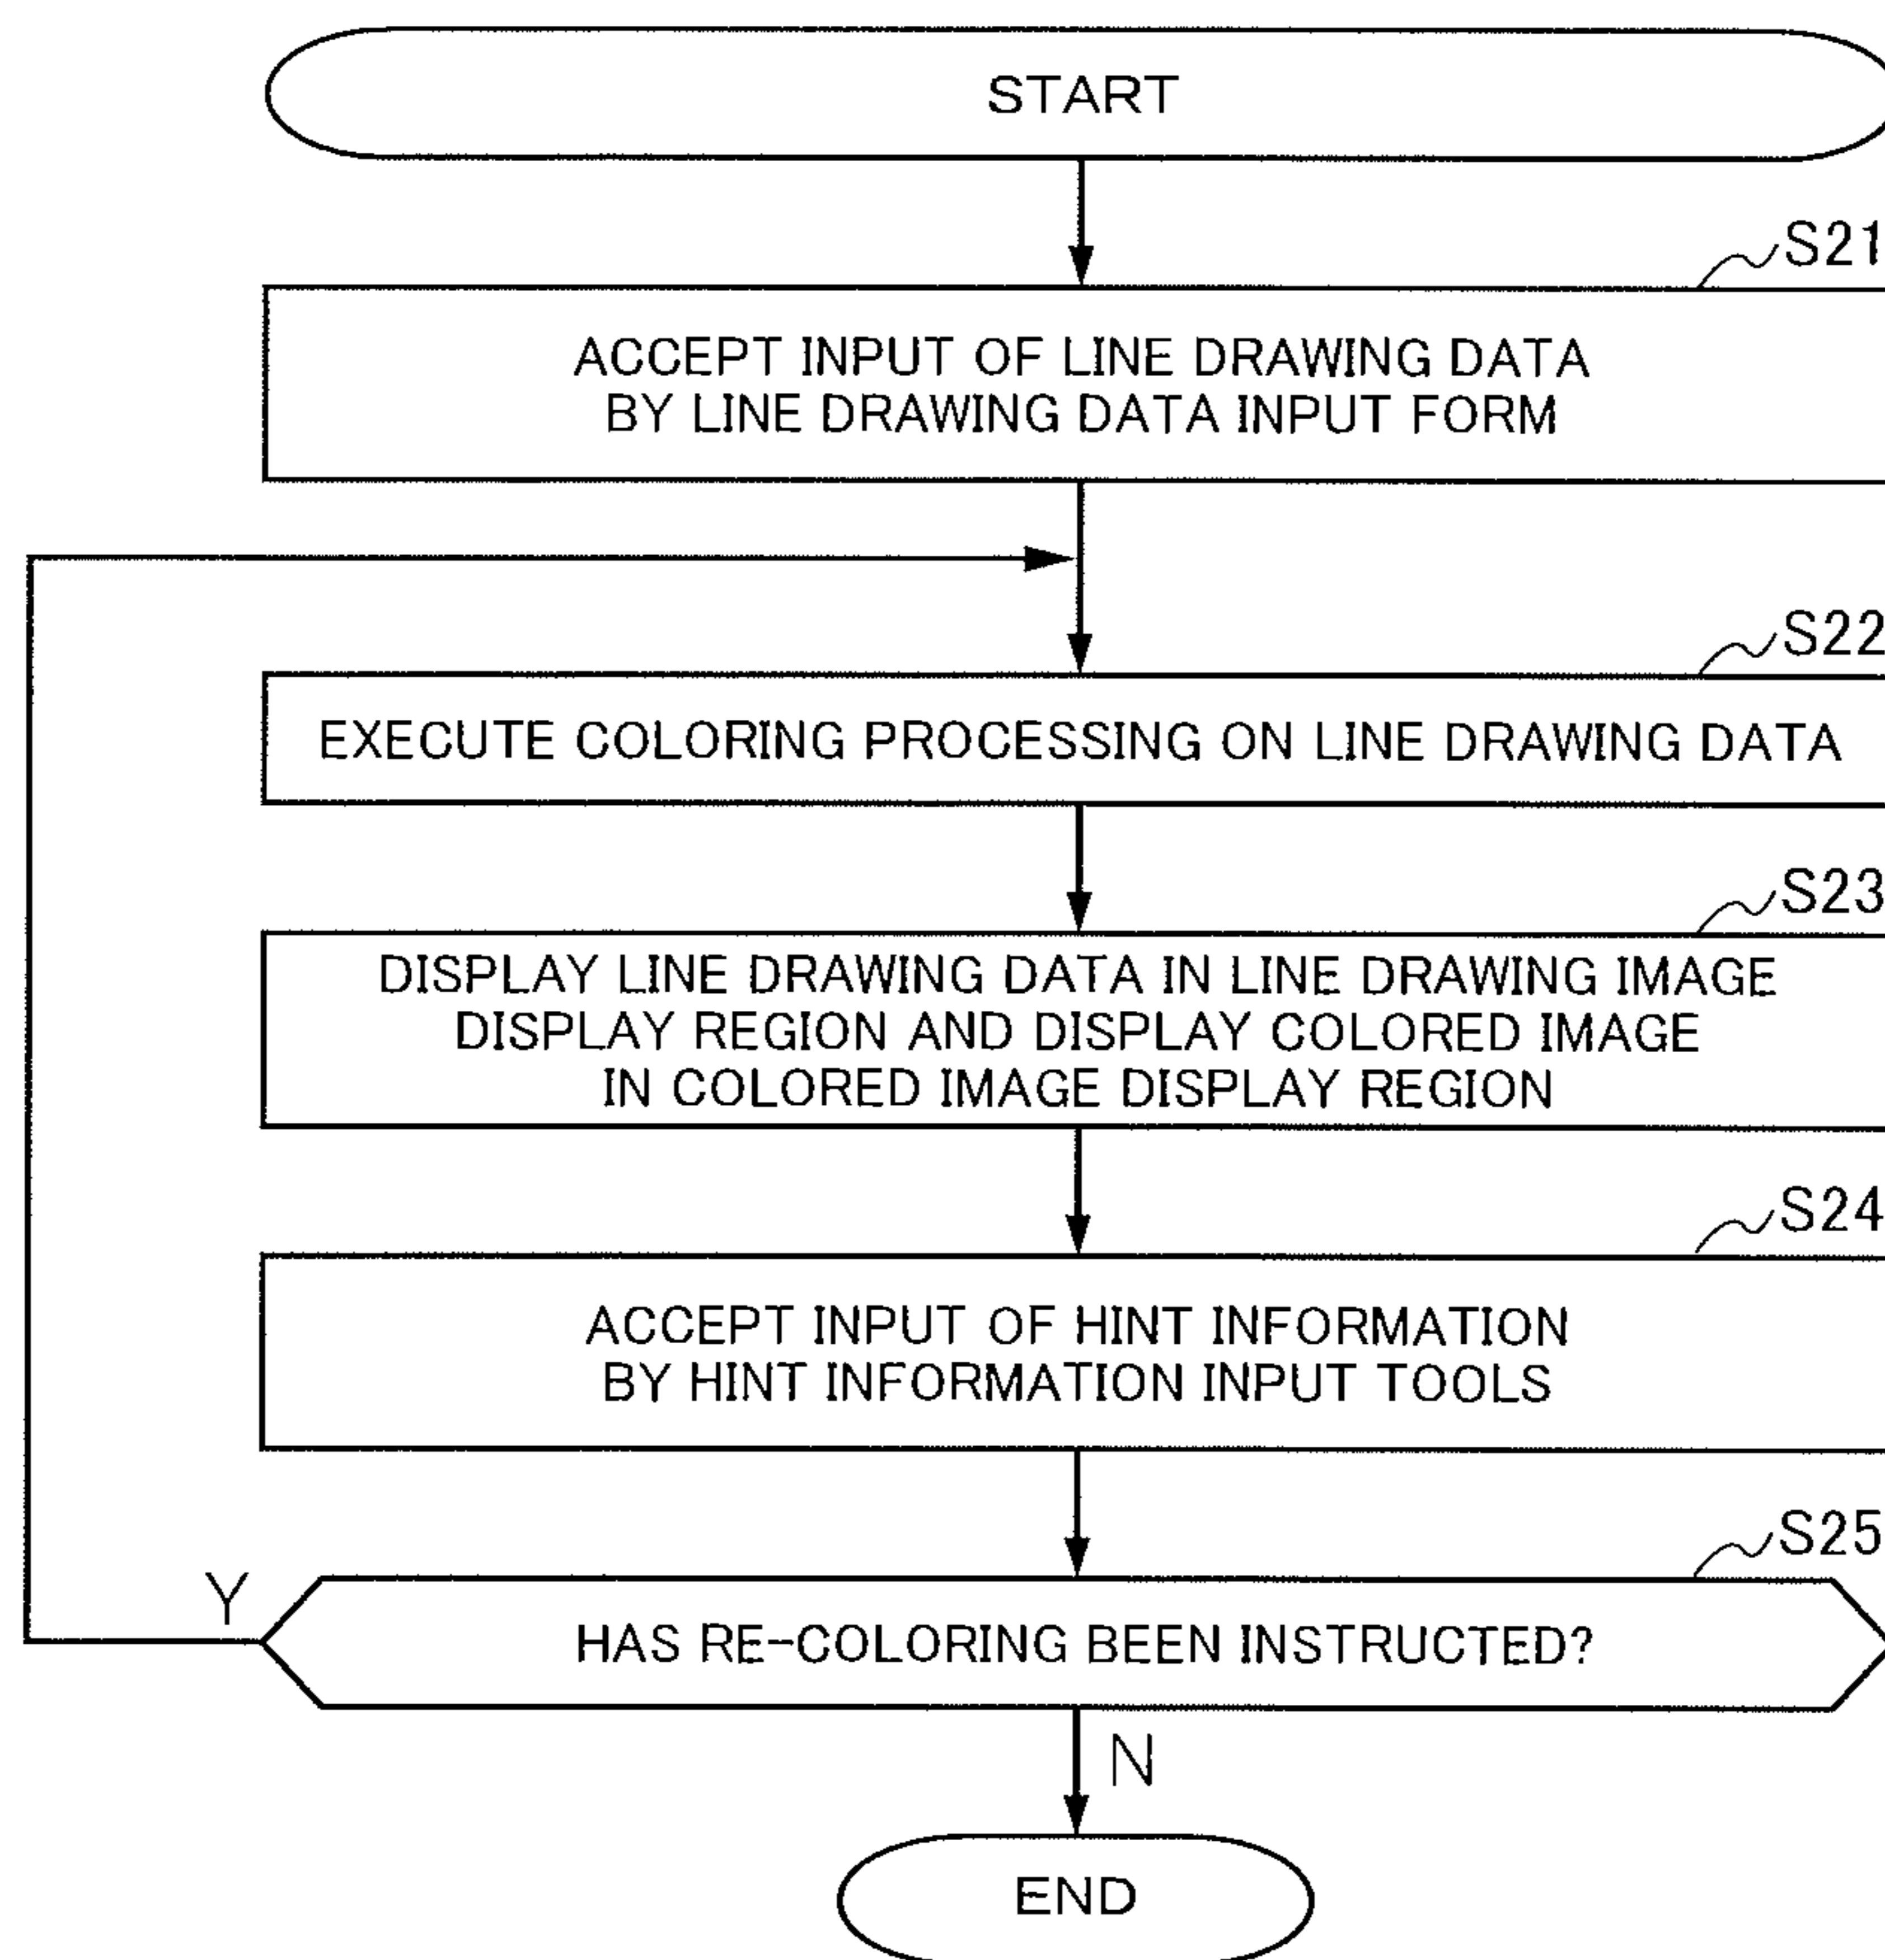 START
S21
ACCEPT INPUT OF LINE DRAWING DATA
BY LINE DRAWING DATA INPUT FORM
S22
EXECUTE COLORING PROCESSING ON LINE DRAWING DATA
S23
DISPLAY LINE DRAWING DATA IN LINE DRAWING IMAGE
DISPLAY REGION AND DISPLAY COLORED IMAGE
IN COLORED IMAGE DISPLAY REGION
S24
ACCEPT INPUT OF HINT INFORMATION
BY HINT INFORMATION INPUT TOOLS
S25
Y
HAS RE-COLORING BEEN INSTRUCTED?
N
END